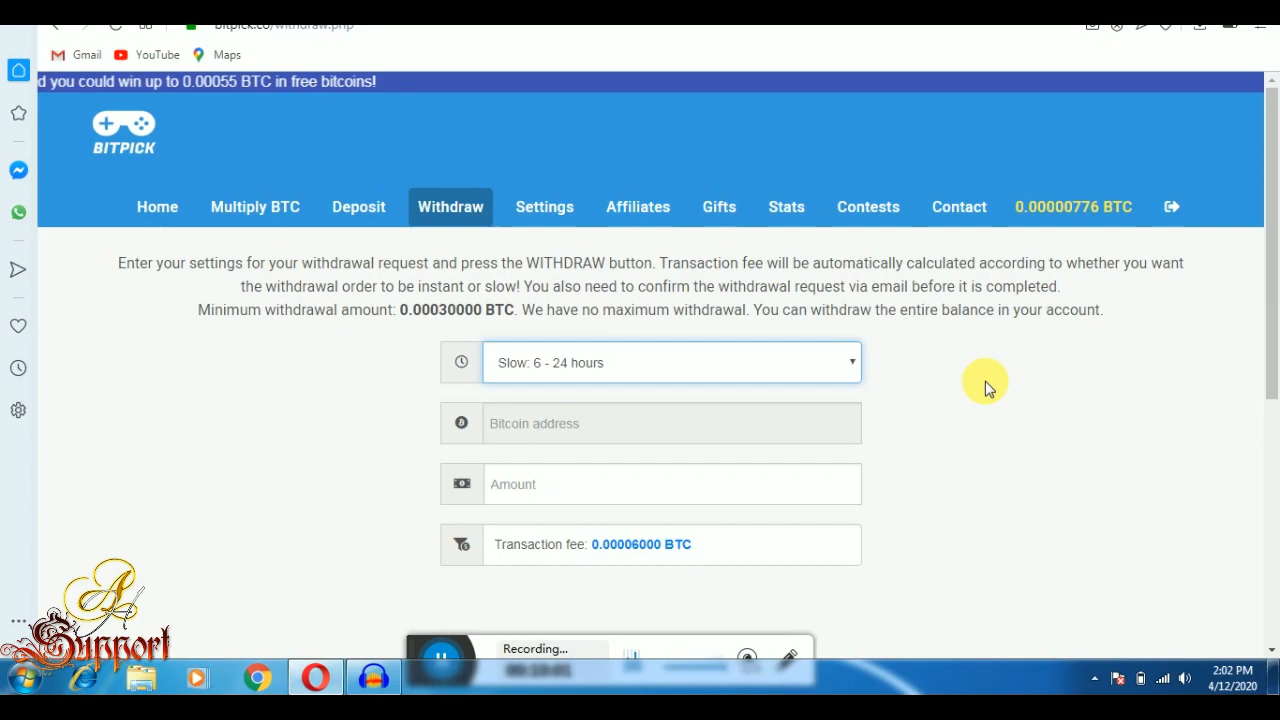 bitpick.co/withdraw.php
Gmail YouTube Maps
d you could win up to 0.00055 BTC in free bitcoins!
BITPICK
Home Multiply BTC Deposit Withdraw Settings Affiliates Gifts Stats Contests Contact 0.00000776 BTC
Enter your settings for your withdrawal request and press the WITHDRAW button. Transaction fee will be automatically calculated according to whether you want
the withdrawal order to be instant or slow! You also need to confirm the withdrawal request via email before it is completed.
Minimum withdrawal amount: 0.00030000 BTC. We have no maximum withdrawal. You can withdraw the entire balance in your account.
Slow: 6 - 24 hours
Bitcoin address
Amount
Transaction fee: 0.00006000 BTC
Support
Recording...
2:02 PM
4/12/2020